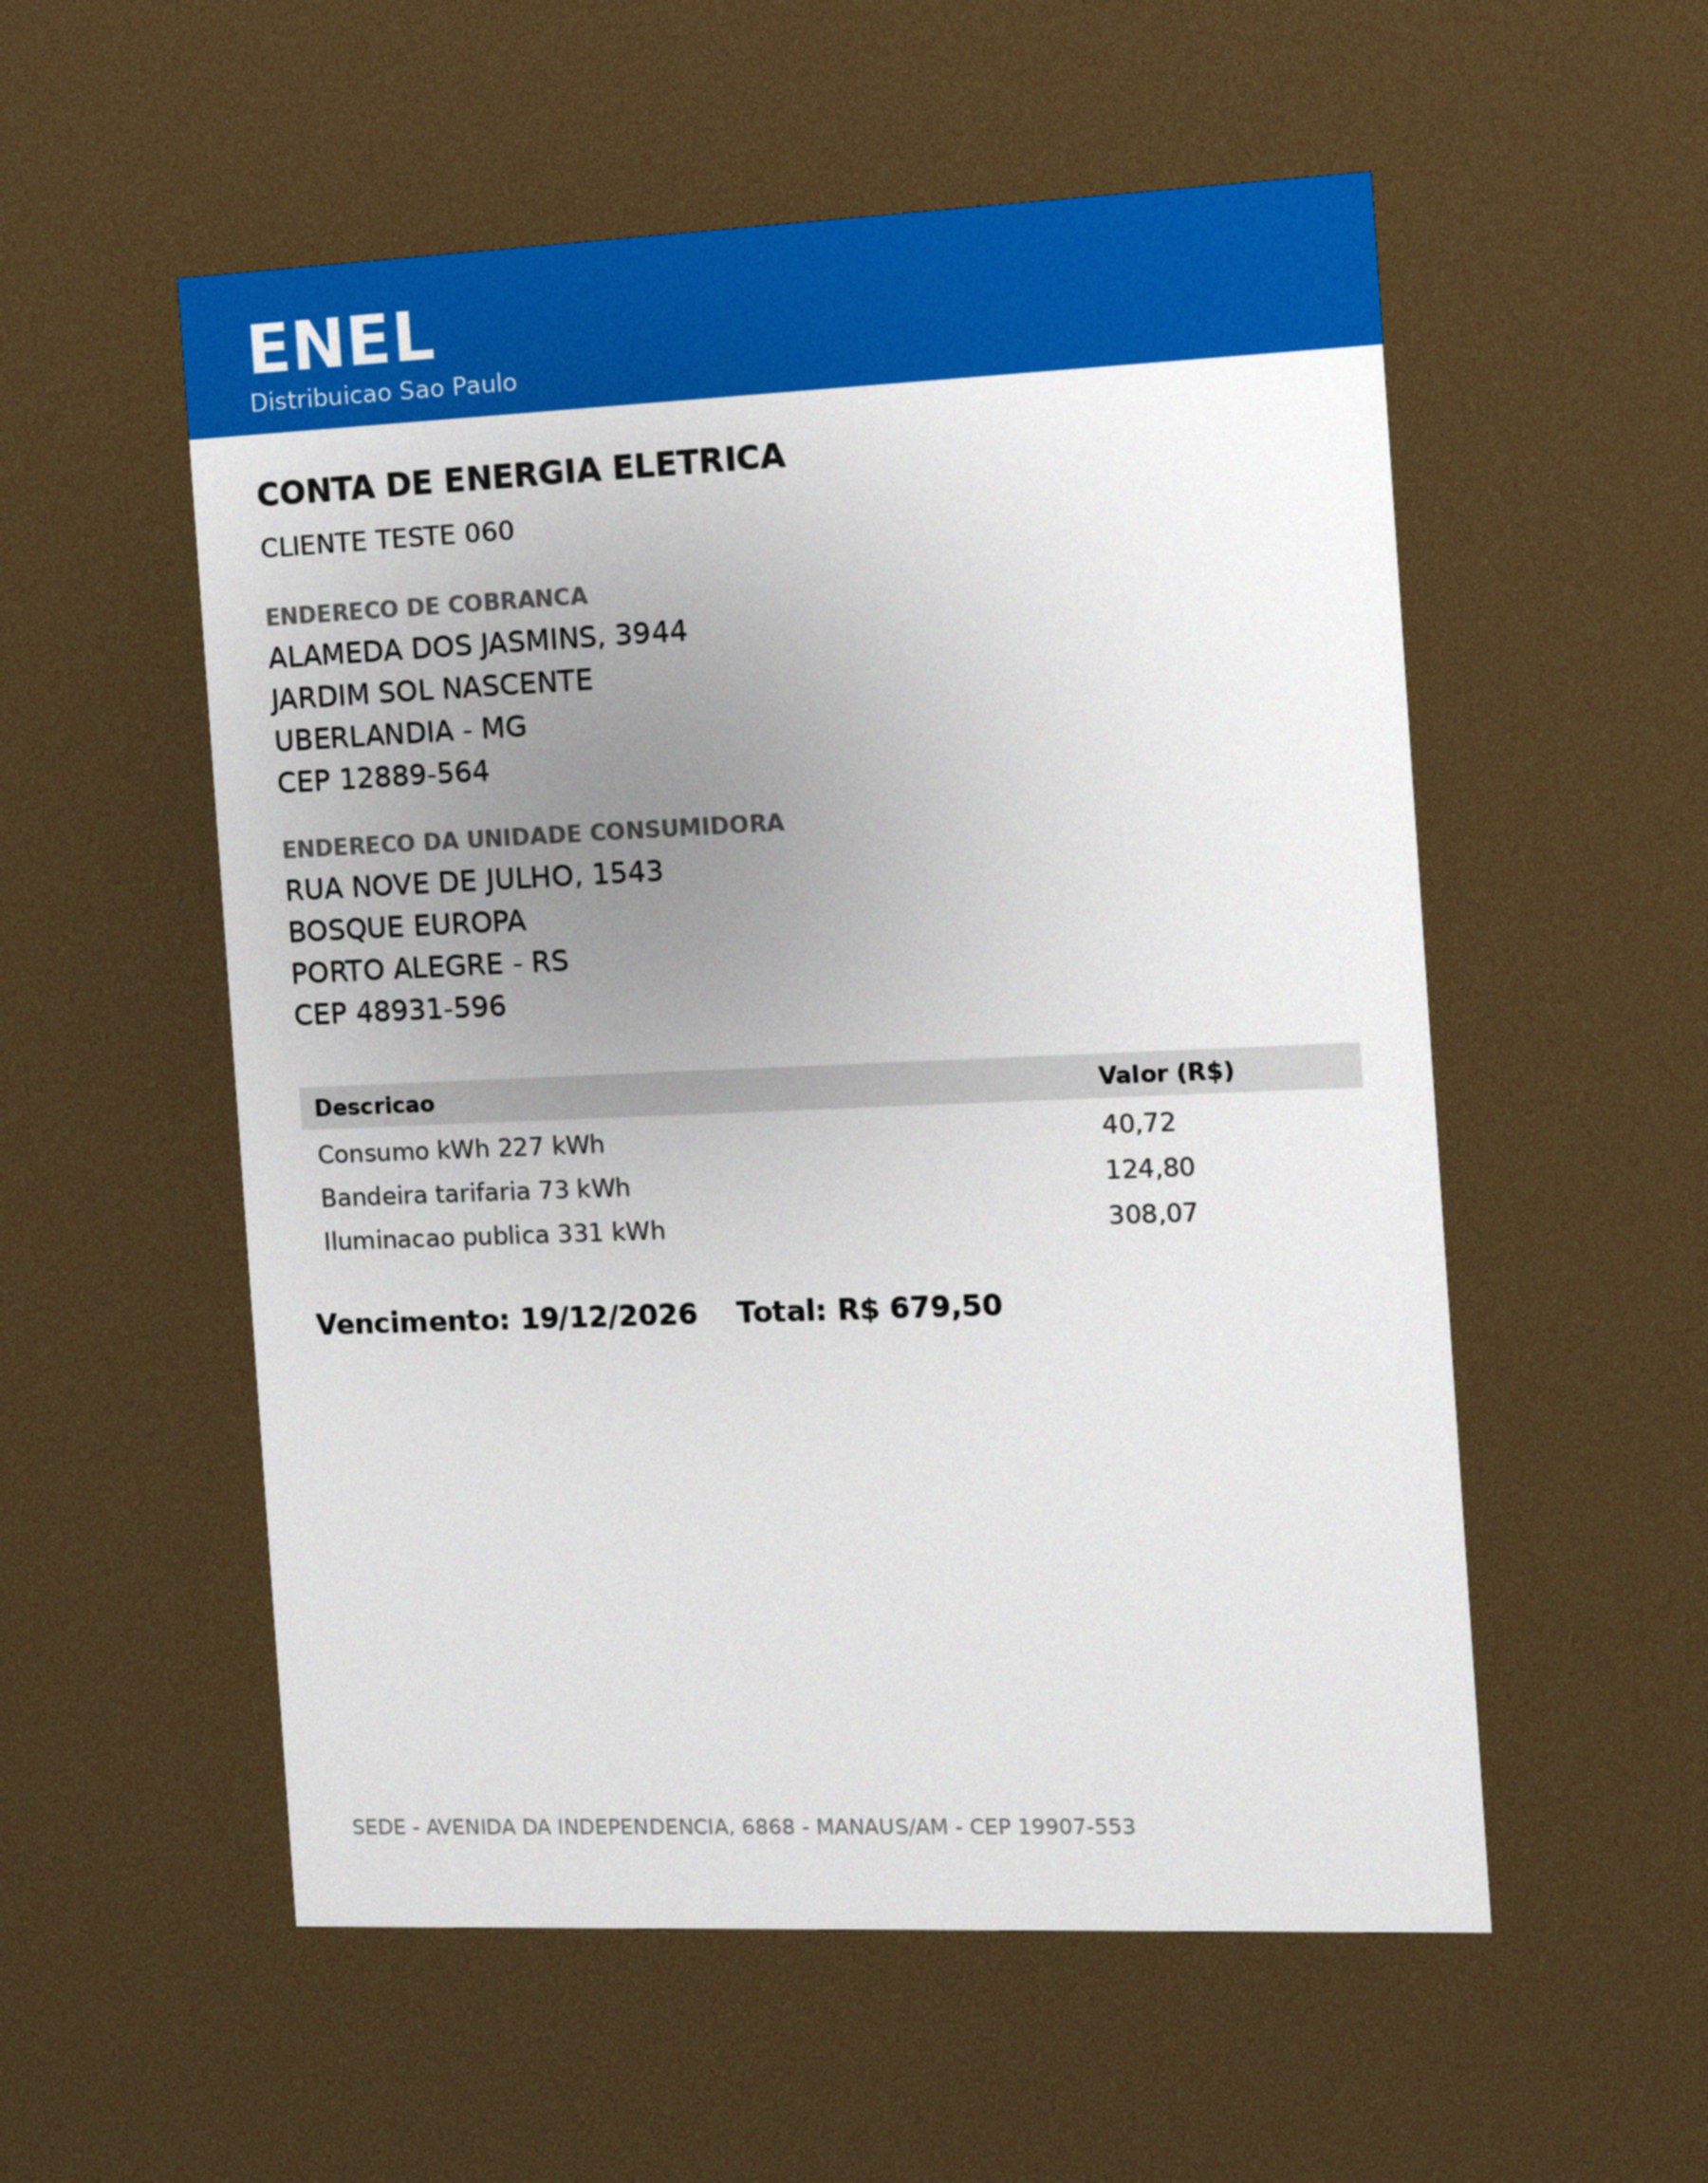 ENEL
Distribuicao Sao Paulo
CONTA DE ENERGIA ELETRICA
CLIENTE TESTE 060
ENDERECO DE COBRANCA
ALAMEDA DOS JASMINS, 3944
JARDIM SOL NASCENTE
UBERLANDIA - MG
CEP 12889-564
ENDERECO DA UNIDADE CONSUMIDORA
RUA NOVE DE JULHO, 1543
BOSQUE EUROPA
PORTO ALEGRE - RS
CEP 48931-596
Descricao Valor (R$)
Consumo kWh 227 kWh 40,72
Bandeira tarifaria 73 kWh 124,80
Iluminacao publica 331 kWh 308,07
Vencimento: 19/12/2026 Total: R$ 679,50
SEDE - AVENIDA DA INDEPENDENCIA, 6868 - MANAUS/AM - CEP 19907-553